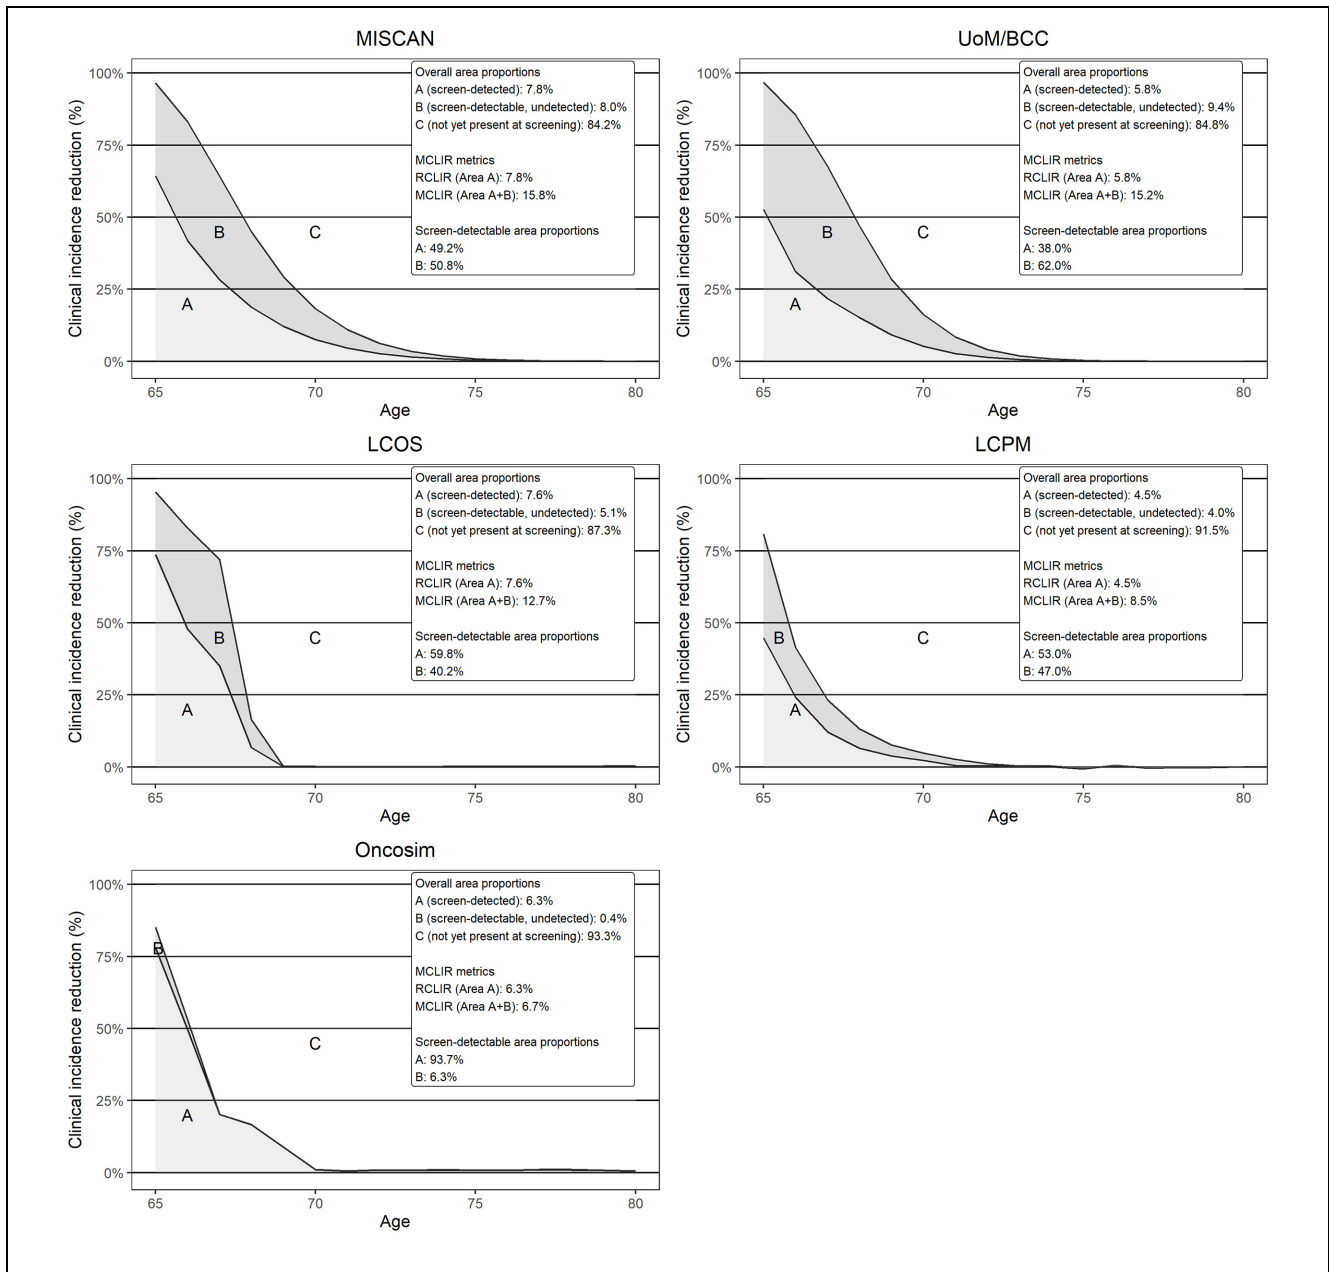 MISCAN
Clinical incidence reduction (%)
100%
75%
50%
25%
0%
A
B
C
Overall area proportions
A (screen-detected): 7.8%
B (screen-detectable, undetected): 8.0%
C (not yet present at screening): 84.2%
MCLIR metrics
RCLIR (Area A): 7.8%
MCLIR (Area A+B): 15.8%
Screen-detectable area proportions
A: 49.2%
B: 50.8%
65 70 75 80
Age
UoM/BCC
Clinical incidence reduction (%)
100%
75%
50%
25%
0%
A
B
C
Overall area proportions
A (screen-detected): 5.8%
B (screen-detectable, undetected): 9.4%
C (not yet present at screening): 84.8%
MCLIR metrics
RCLIR (Area A): 5.8%
MCLIR (Area A+B): 15.2%
Screen-detectable area proportions
A: 38.0%
B: 62.0%
65 70 75 80
Age
LCOS
Clinical incidence reduction (%)
100%
75%
50%
25%
0%
A
B
C
Overall area proportions
A (screen-detected): 7.6%
B (screen-detectable, undetected): 5.1%
C (not yet present at screening): 87.3%
MCLIR metrics
RCLIR (Area A): 7.6%
MCLIR (Area A+B): 12.7%
Screen-detectable area proportions
A: 59.8%
B: 40.2%
65 70 75 80
Age
LCPM
Clinical incidence reduction (%)
100%
75%
50%
25%
0%
A
B
C
Overall area proportions
A (screen-detected): 4.5%
B (screen-detectable, undetected): 4.0%
C (not yet present at screening): 91.5%
MCLIR metrics
RCLIR (Area A): 4.5%
MCLIR (Area A+B): 8.5%
Screen-detectable area proportions
A: 53.0%
B: 47.0%
65 70 75 80
Age
Oncosim
Clinical incidence reduction (%)
100%
75%
50%
25%
0%
A
B
C
Overall area proportions
A (screen-detected): 6.3%
B (screen-detectable, undetected): 0.4%
C (not yet present at screening): 93.3%
MCLIR metrics
RCLIR (Area A): 6.3%
MCLIR (Area A+B): 6.7%
Screen-detectable area proportions
A: 93.7%
B: 6.3%
65 70 75 80
Age